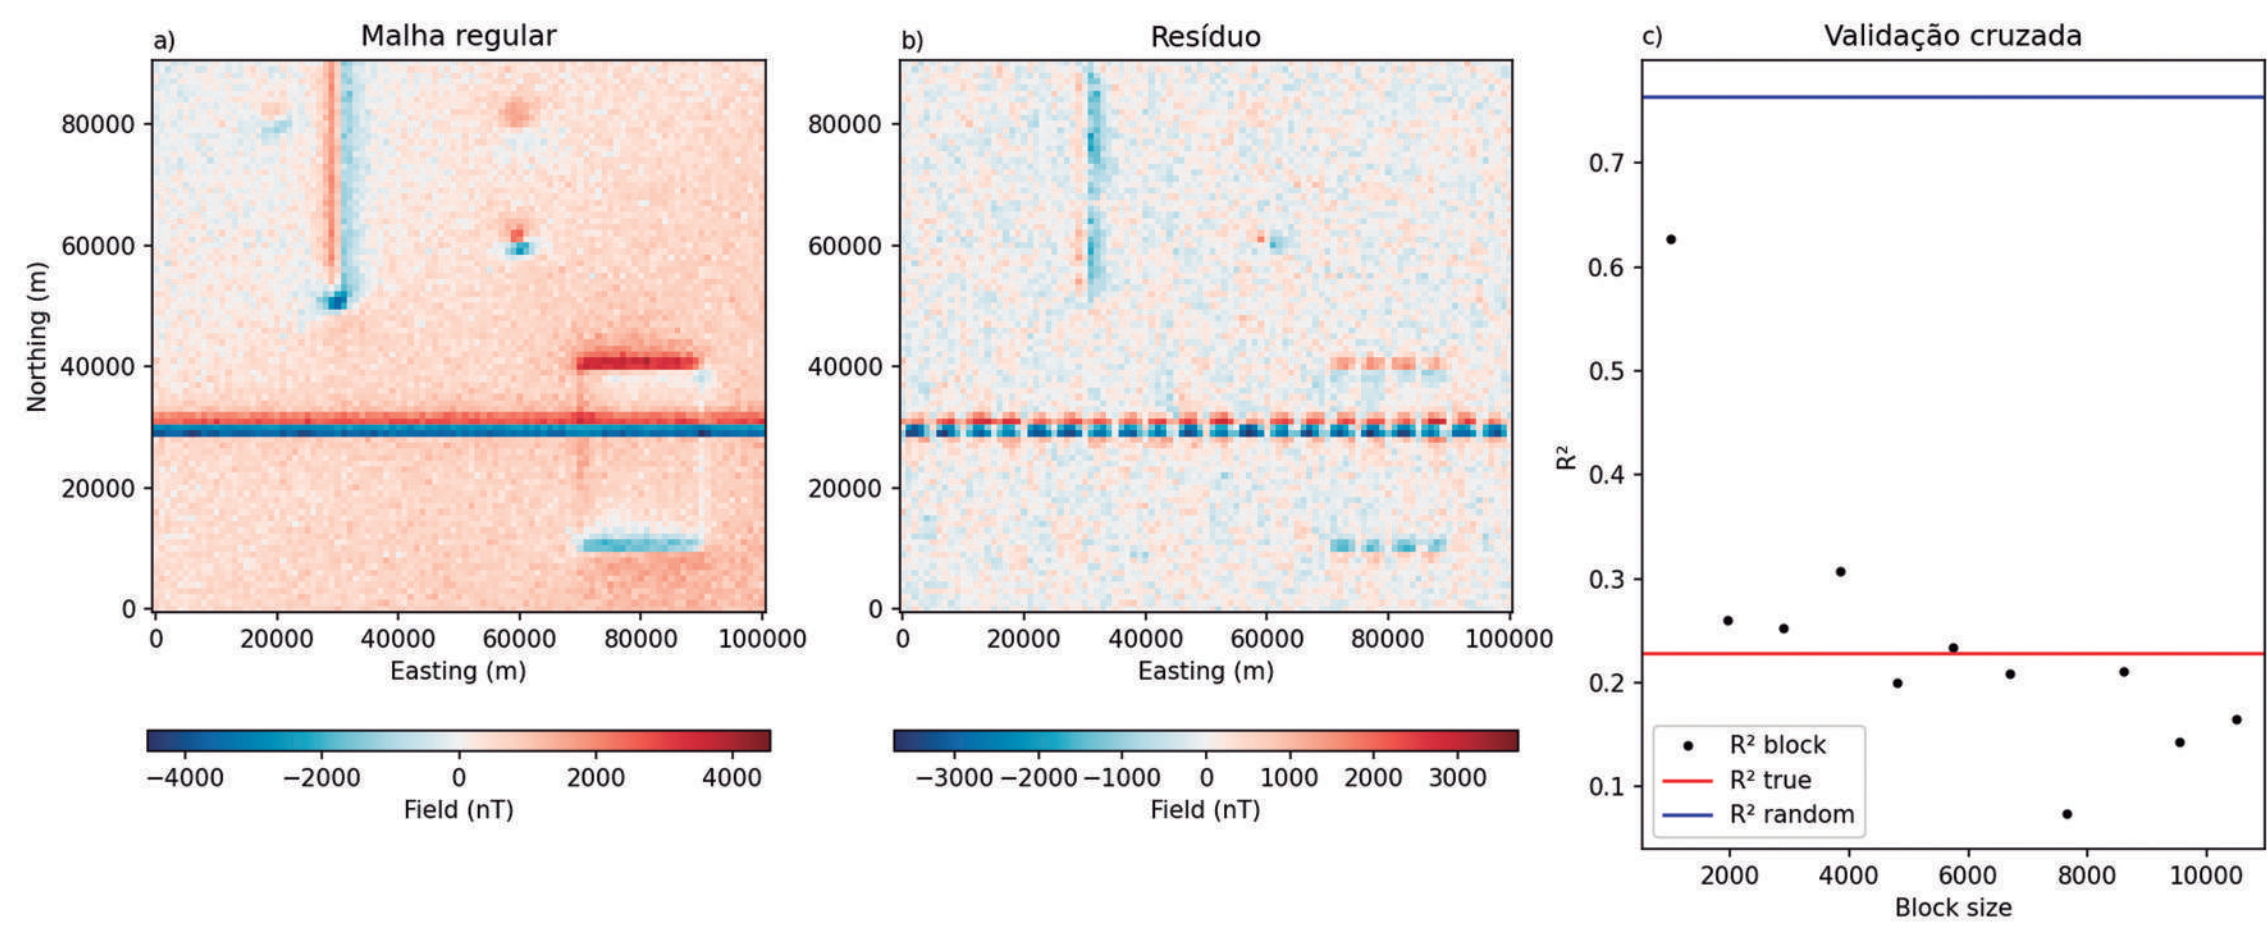 a) Malha regular
80000
60000
40000
20000
0
Northing (m)
0 20000 40000 60000 80000 100000
Easting (m)
−4000 −2000 0 2000 4000
Field (nT)
b) Resíduo
80000
60000
40000
20000
0
0 20000 40000 60000 80000 100000
Easting (m)
−3000 −2000 −1000 0 1000 2000 3000
Field (nT)
c) Validação cruzada
0.7
0.6
0.5
0.4
0.3
0.2
0.1
R²
R² block
R² true
R² random
2000 4000 6000 8000 10000
Block size